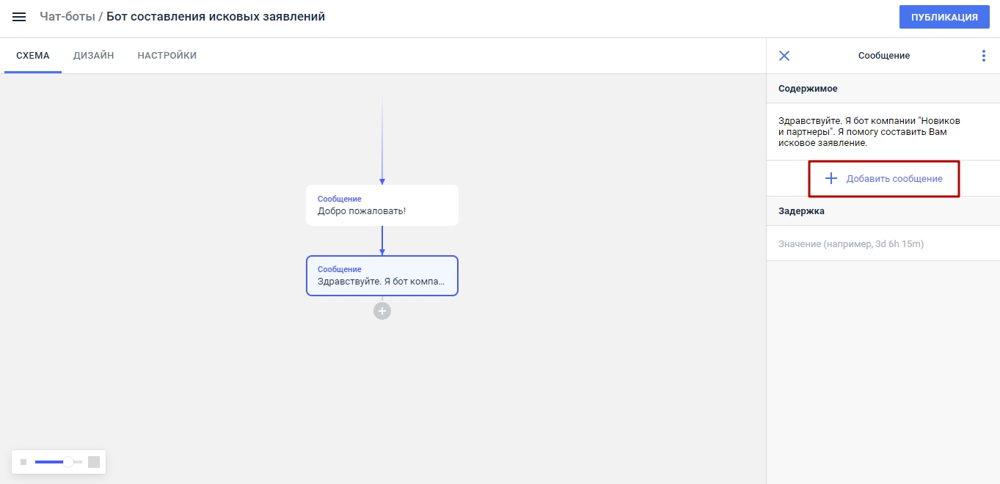 Чат-боты / Бот составления исковых заявлений
ПУБЛИКАЦИЯ
СХЕМА ДИЗАЙН НАСТРОЙКИ
Сообщение
Добро пожаловать!
Сообщение
Здравствуйте. Я бот компа...
Сообщение
Содержимое
Здравствуйте. Я бот компании "Новиков
и партнеры". Я помогу составить Вам
исковое заявление.
Добавить сообщение
Задержка
Значение (например, 3d 6h 15m)